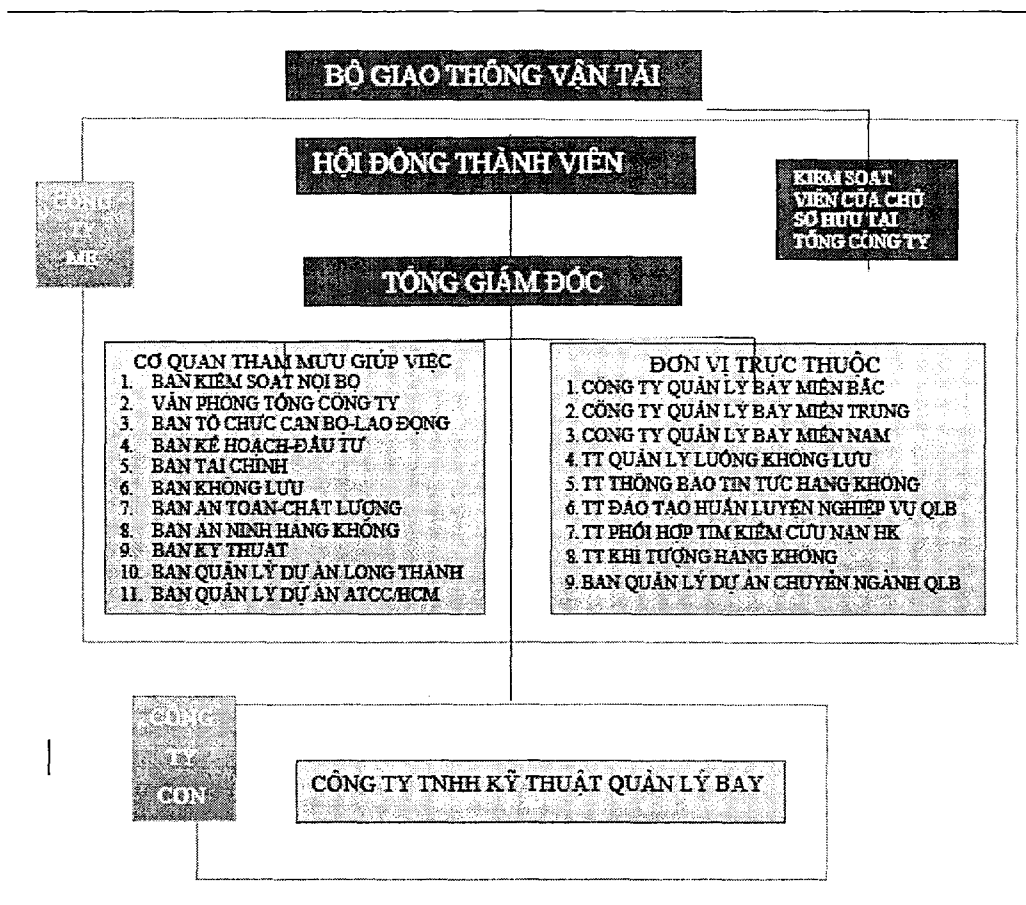 BỘ GIAO THÔNG VẬN TẢI
HỘI ĐỒNG THÀNH VIÊN
KIỂM SOÁT
VIÊN CỦA CHỦ
SỞ HỮU TẠI
TỔNG CÔNG TY
CÔNG
TY
MẸ
TỔNG GIÁM ĐỐC
CƠ QUAN THAM MƯU GIÚP VIỆC
1. BAN KIỂM SOÁT NỘI BỘ
2. VĂN PHÒNG TỔNG CÔNG TY
3. BAN TỔ CHỨC CÁN BỘ-LAO ĐỘNG
4. BAN KẾ HOẠCH-ĐẦU TƯ
5. BAN TÀI CHÍNH
6. BAN KHÔNG LƯU
7. BAN AN TOÀN-CHẤT LƯỢNG
8. BAN AN NINH HÀNG KHÔNG
9. BAN KỸ THUẬT
10. BAN QUẢN LÝ DỰ ÁN LONG THÀNH
11. BAN QUẢN LÝ DỰ ÁN ATCC/HCM
ĐƠN VỊ TRỰC THUỘC
1. CÔNG TY QUẢN LÝ BAY MIỀN BẮC
2. CÔNG TY QUẢN LÝ BAY MIỀN TRUNG
3. CÔNG TY QUẢN LÝ BAY MIỀN NAM
4. TT QUẢN LÝ LUỒNG KHÔNG LƯU
5. TT THÔNG BÁO TIN TỨC HÀNG KHÔNG
6. TT ĐÀO TẠO HUẤN LUYỆN NGHIỆP VỤ QLB
7. TT PHỐI HỢP TÌM KIẾM CỨU NẠN HK
8. TT KHÍ TƯỢNG HÀNG KHÔNG
9. BAN QUẢN LÝ DỰ ÁN CHUYÊN NGÀNH QLB
CÔNG
TY
CON
CÔNG TY TNHH KỸ THUẬT QUẢN LÝ BAY